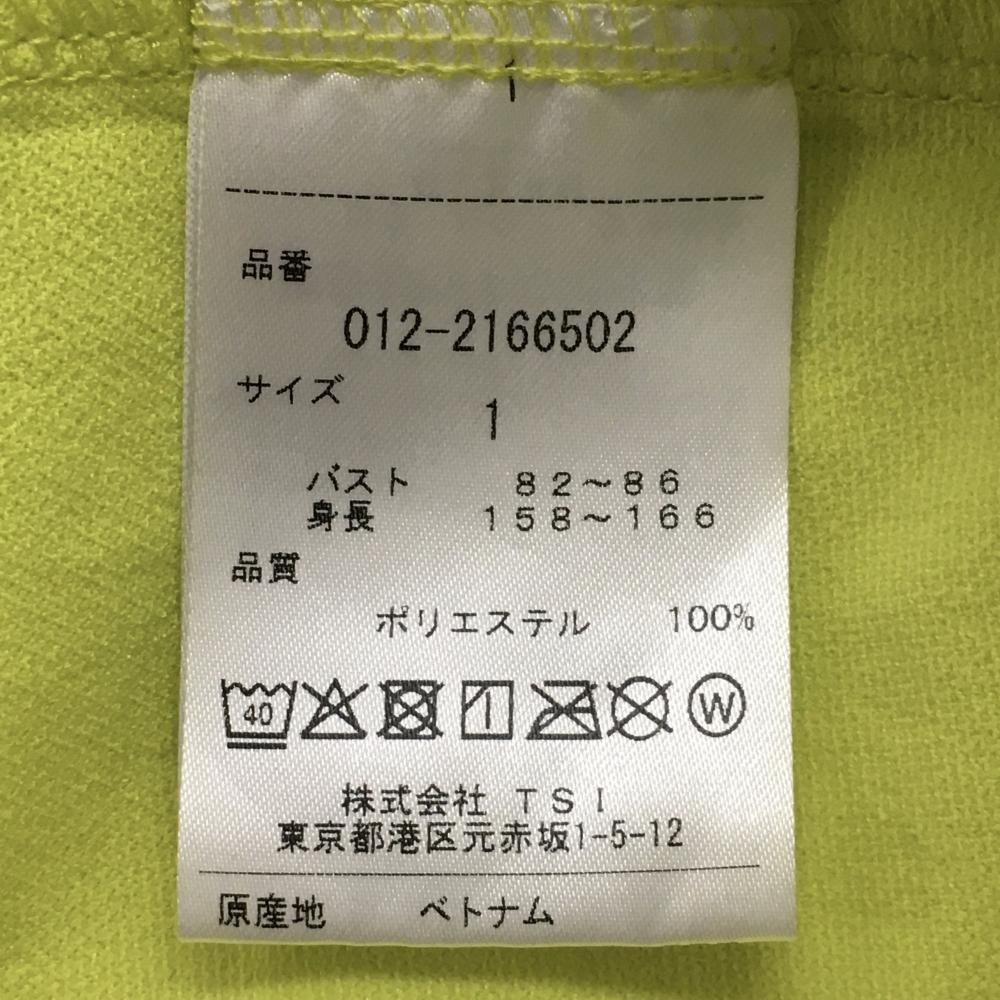 品番
012-2166502
サイズ
1
バスト 82～86
身長 158～166
品質
ポリエステル 100%
40 W
株式会社 TSI
東京都港区元赤坂1-5-12
原産地 ベトナム